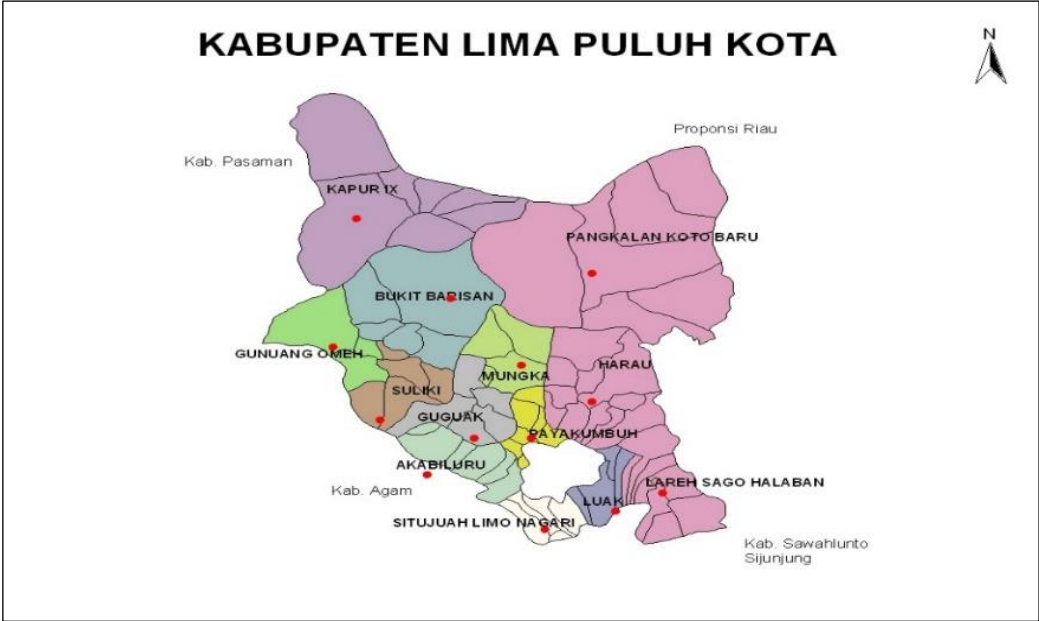 KABUPATEN LIMA PULUH KOTA
N
Proponsi Riau
Kab. Pasaman
KAPUR IX
PANGKALAN KOTO BARU
BUKIT BARISAN
GUNUANG OMEH
HARAU
MUNGKA
SULIKI
GUGUAK
PAYAKUMBUH
AKABILURU
LAREH SAGO HALABAN
Kab. Agam
LUAK
SITUJUAH LIMO NAGARI
Kab. Sawahlunto
Sijunjung